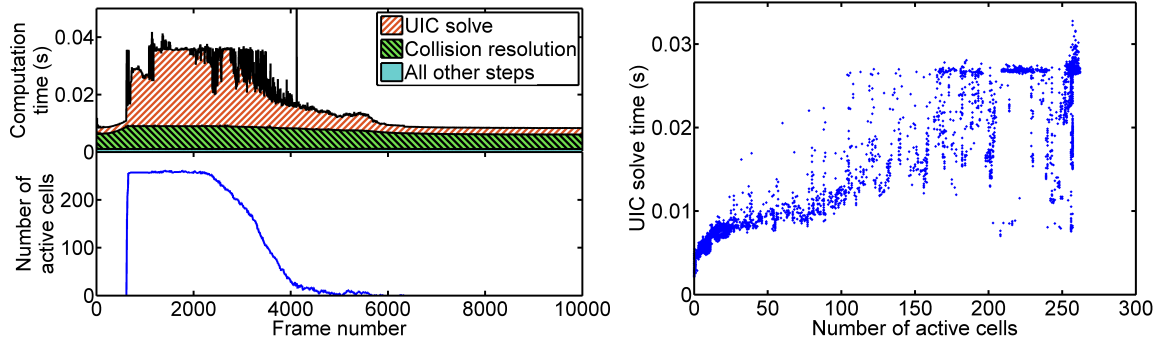 Computation
time (s)
0.04
0.02
0
UIC solve
Collision resolution
All other steps
Number of
active cells
200
100
0
0 2000 4000 6000 8000 10000
Frame number
UIC solve time (s)
0.03
0.02
0.01
0
0 50 100 150 200 250 300
Number of active cells